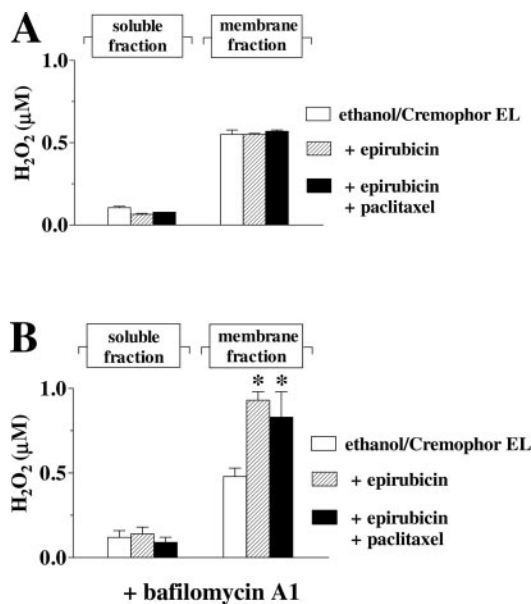 A
soluble
fraction
membrane
fraction
H₂O₂ (μM)
1.0
0.5
0.0
ethanol/Cremophor EL
+ epirubicin
+ epirubicin
+ paclitaxel
B
soluble
fraction
membrane
fraction
H₂O₂ (μM)
1.0
0.5
0.0
* *
ethanol/Cremophor EL
+ epirubicin
+ epirubicin
+ paclitaxel
+ bafilomycin A1